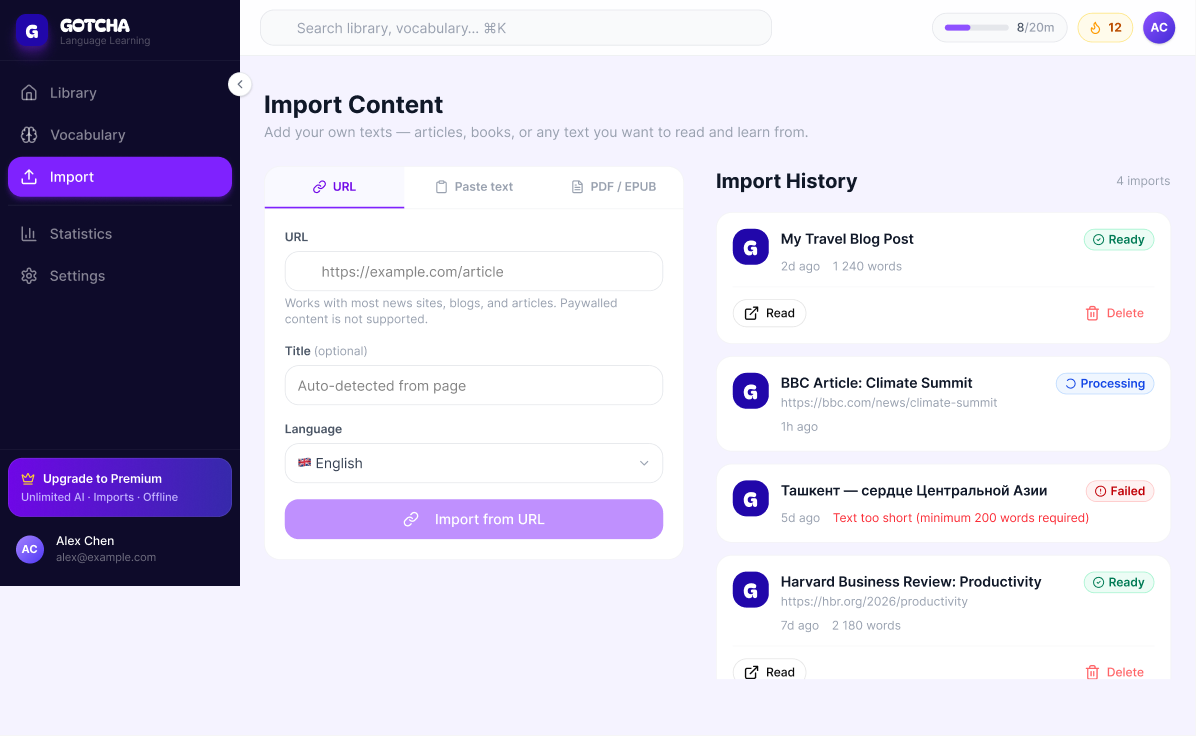 G GOTCHA
Language Learning
Search library, vocabulary... ⌘K
8/20m
12
AC
Library
Vocabulary
Import
Statistics
Settings
Upgrade to Premium
Unlimited AI · Imports · Offline
AC
Alex Chen
alex@example.com
Import Content
Add your own texts — articles, books, or any text you want to read and learn from.
URL
Paste text
PDF / EPUB
URL
https://example.com/article
Works with most news sites, blogs, and articles. Paywalled
content is not supported.
Title (optional)
Auto-detected from page
Language
English
Import from URL
Import History
4 imports
G
My Travel Blog Post
Ready
2d ago 1 240 words
Read
Delete
G
BBC Article: Climate Summit
Processing
https://bbc.com/news/climate-summit
1h ago
G
Ташкент — сердце Центральной Азии
Failed
5d ago Text too short (minimum 200 words required)
G
Harvard Business Review: Productivity
Ready
https://hbr.org/2026/productivity
7d ago 2 180 words
Read
Delete